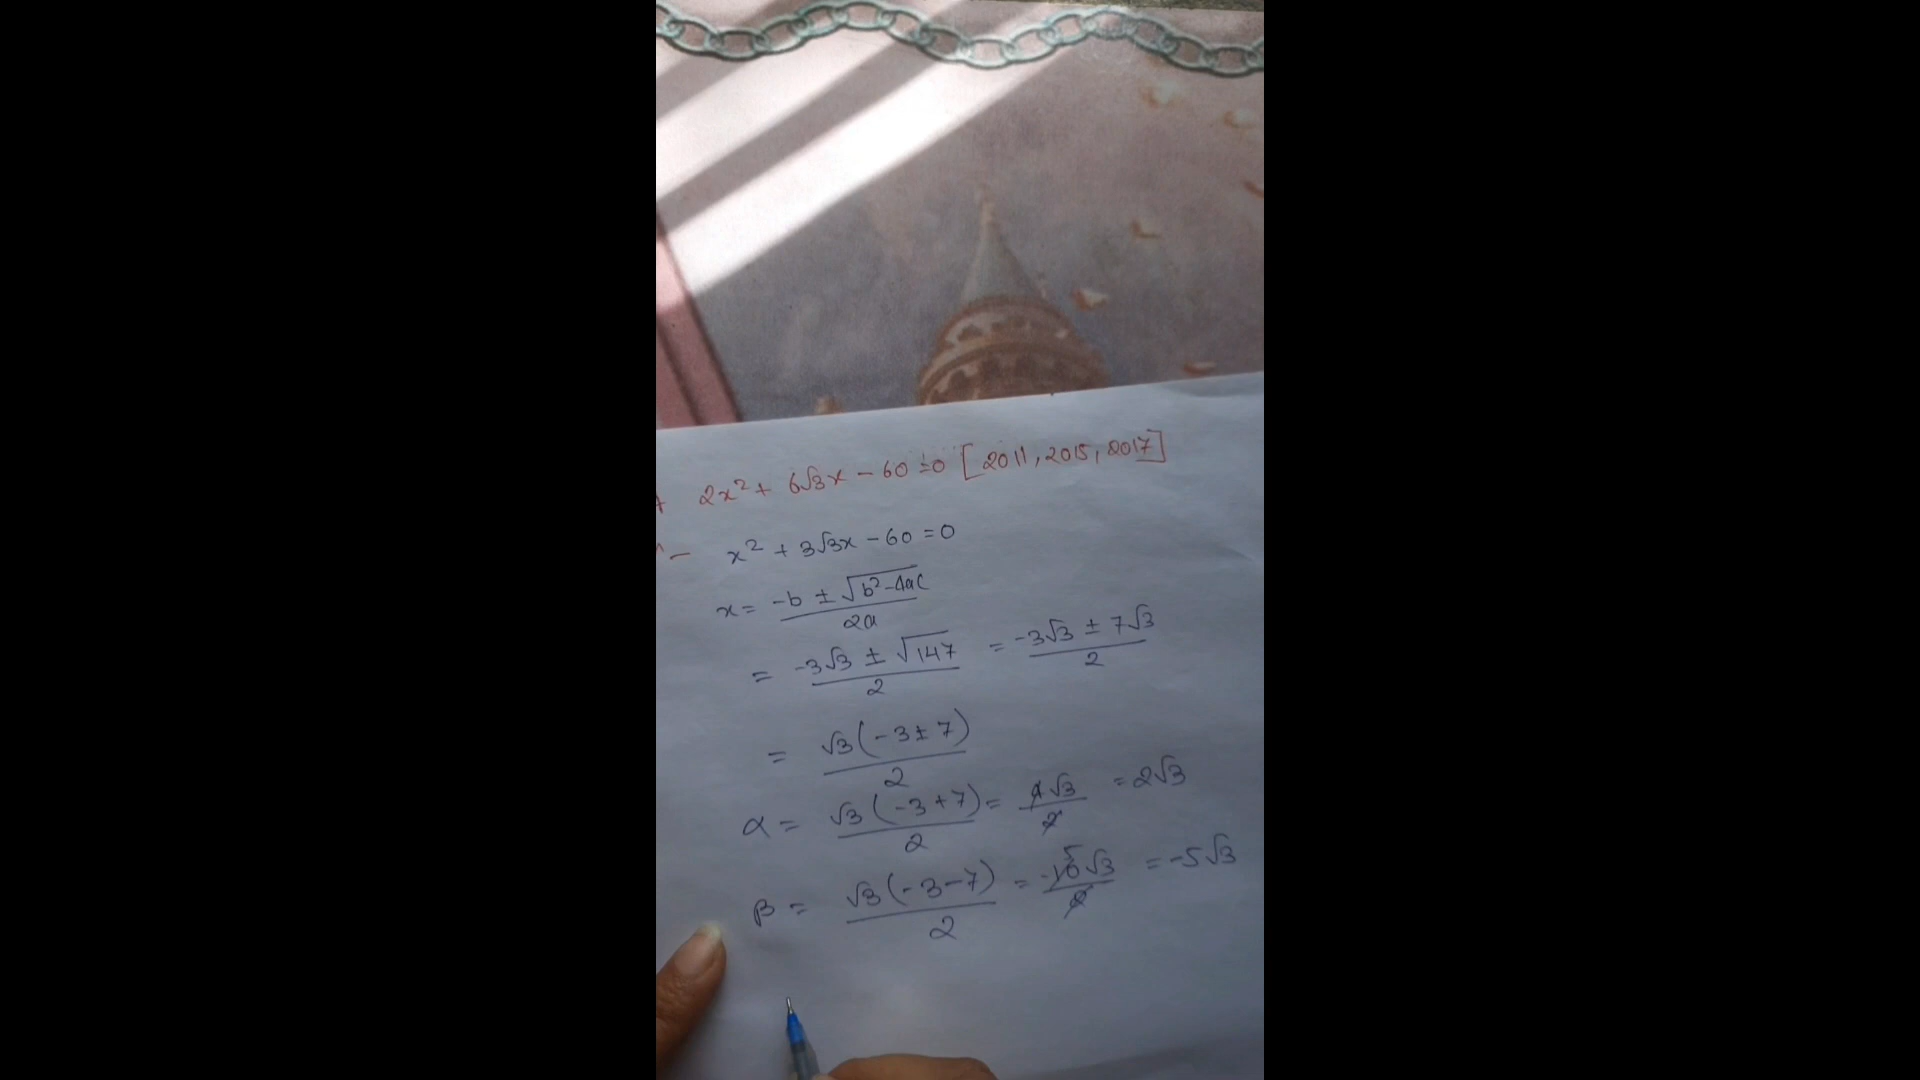 2x² + 6√3x - 60 = 0 [2011, 2015, 2017]
- x² + 3√3x - 60 = 0
x = -b ± √b²-4ac / 2a
= -3√3 ± √147 / 2 = -3√3 ± 7√3 / 2
= √3(-3±7) / 2
α = √3(-3+7) / 2 = 4√3 / 2 = 2√3
β = √3(-3-7) / 2 = -10√3 / 2 5 = -5√3